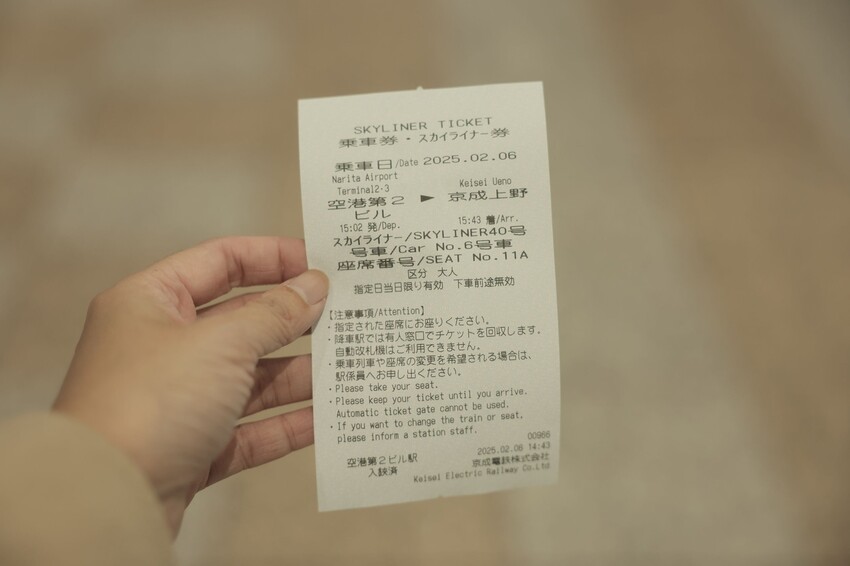 SKYLINER TICKET
乗車券・スカイライナー券
乗車日/Date 2025.02.06
Narita Airport
Terminal2･3 Keisei Ueno
空港第2 ► 京成上野
ビル
15:02 発/Dep. 15:43 着/Arr.
スカイライナー/SKYLINER40号
号車/Car No.6号車
座席番号/SEAT No.11A
区分 大人
指定日当日限り有効 下車前途無効
【注意事項/Attention】
・指定された座席にお座りください。
・降車駅では有人窓口でチケットを回収します。
自動改札機はご利用できません。
・乗車列車や座席の変更を希望される場合は、
駅係員へお申し出ください。
・Please take your seat.
・Please keep your ticket until you arrive.
Automatic ticket gate cannot be used.
・If you want to change the train or seat,
please inform a station staff.
00966
空港第2ビル駅 2025.02.06 14:43
入鋏済 京成電鉄株式会社
Keisei Electric Railway Co.Ltd